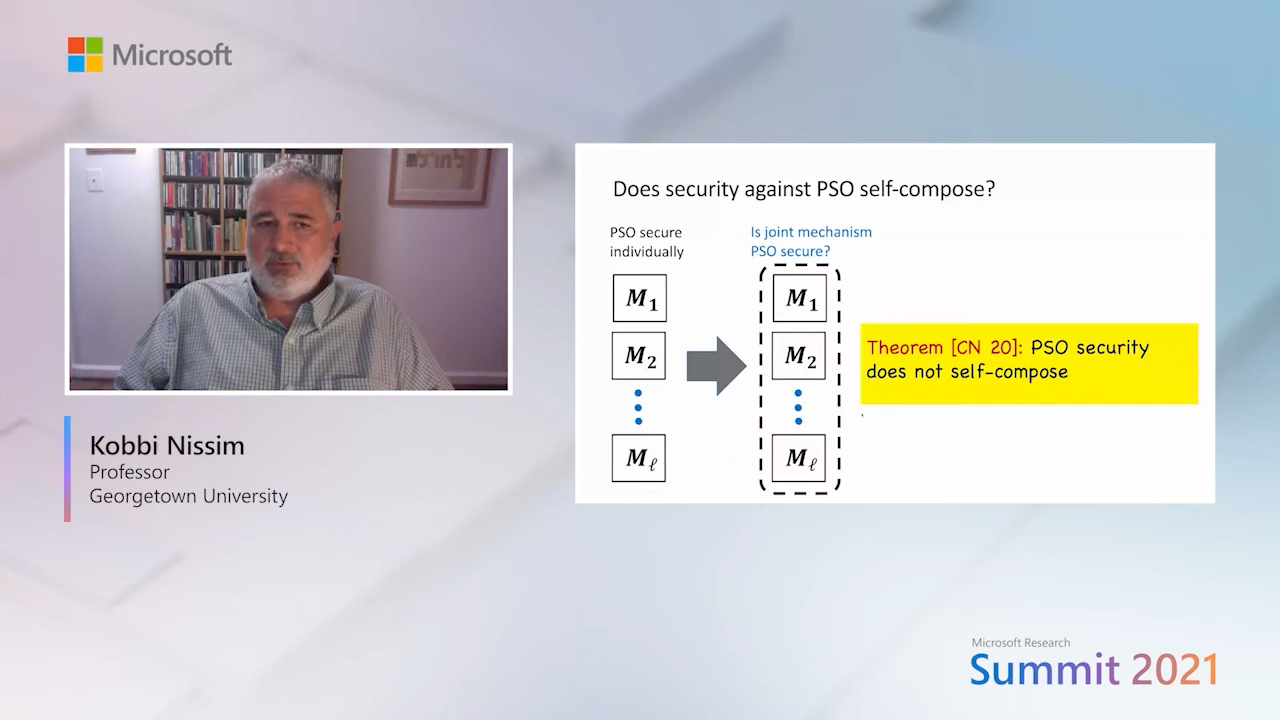 Microsoft
Does security against PSO self-compose?
PSO secure
individually
Is joint mechanism
PSO secure?
M₁
M₂
Mℓ
M₁
M₂
Mℓ
Theorem [CN 20]: PSO security
does not self-compose
Kobbi Nissim
Professor
Georgetown University
Microsoft Research
Summit 2021